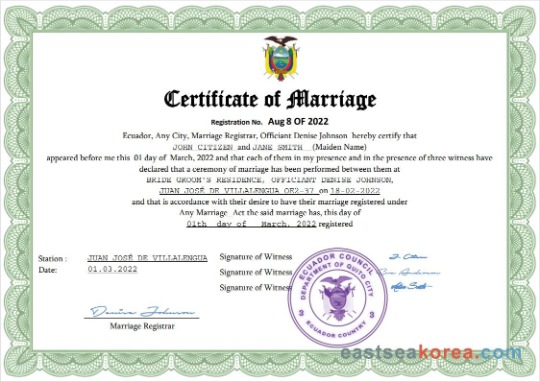 Certificate of Marriage
Registration No. Aug 8 OF 2022
Ecuador, Any City, Marriage Registrar, Officiant Denise Johnson hereby certify that
JOHN CITIZEN and JANE SMITH (Maiden Name)
appeared before me this 01 day of March, 2022 and that each of them in my presence and in the presence of three witness have
declared that a ceremony of marriage has been performed between them at
BRIDE GROOM'S RESIDENCE, OFFICIANT DENISE JOHNSON,
JUAN JOSÉ DE VILLALENGUA OE2-37 on 18-02-2022
and that is accordance with their desire to have their marriage registered under
Any Marriage Act the said marriage has, this day of
01th day of March, 2022 registered
Station : JUAN JOSÉ DE VILLALENGUA
Date: 01.03.2022
Signature of Witness
Signature of Witness
Signature of Witness
Denise Johnson
Marriage Registrar
ECUADOR COUNCIL
DEPARTMENT OF QUITO CITY
3 3
ECUADOR COUNTRY
eastseakorea.com